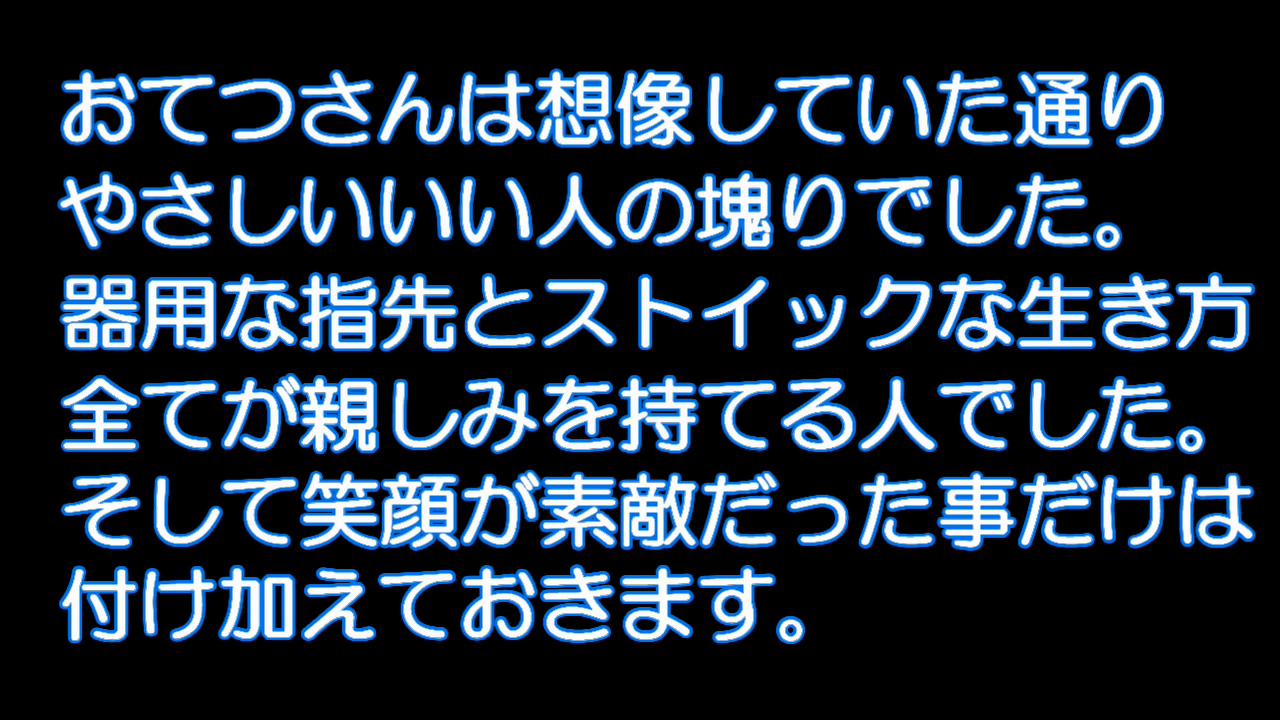 おてつさんは想像していた通り
やさしいいい人の塊りでした。
器用な指先とストイックな生き方
全てが親しみを持てる人でした。
そして笑顔が素敵だった事だけは
付け加えておきます。